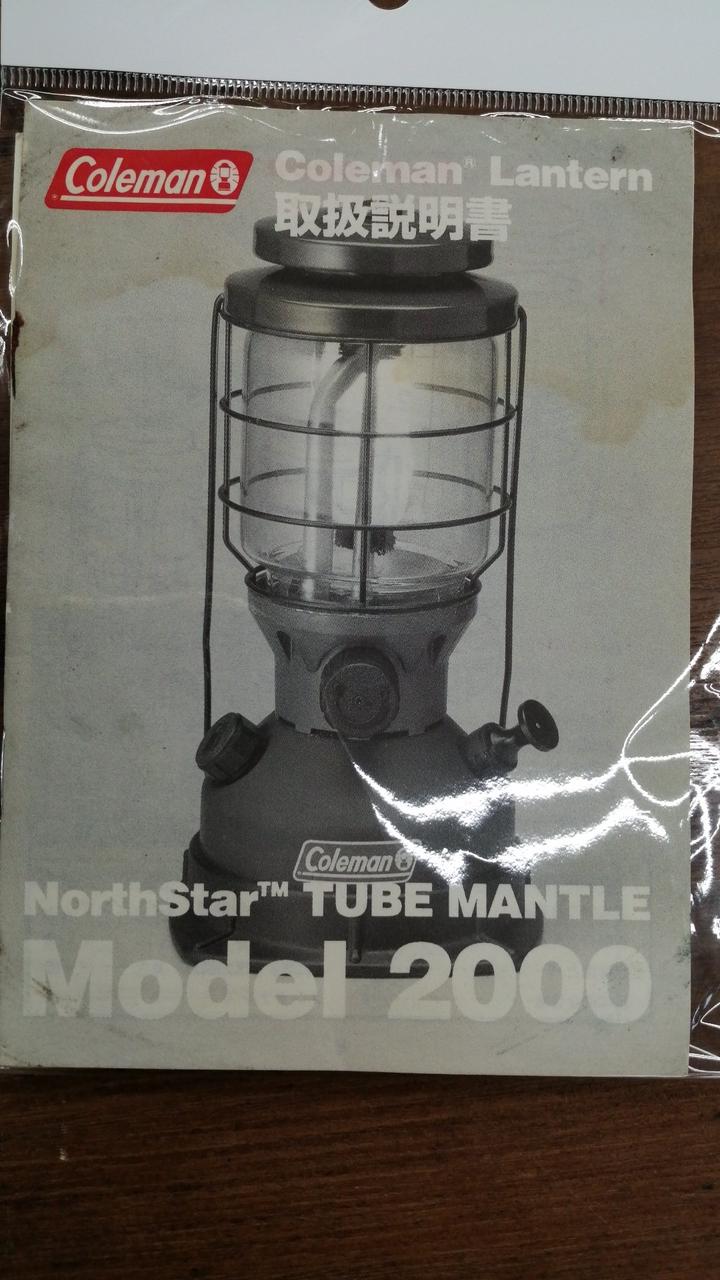 Coleman
Coleman® Lantern
取扱説明書
Coleman
NorthStar™ TUBE MANTLE
Model 2000